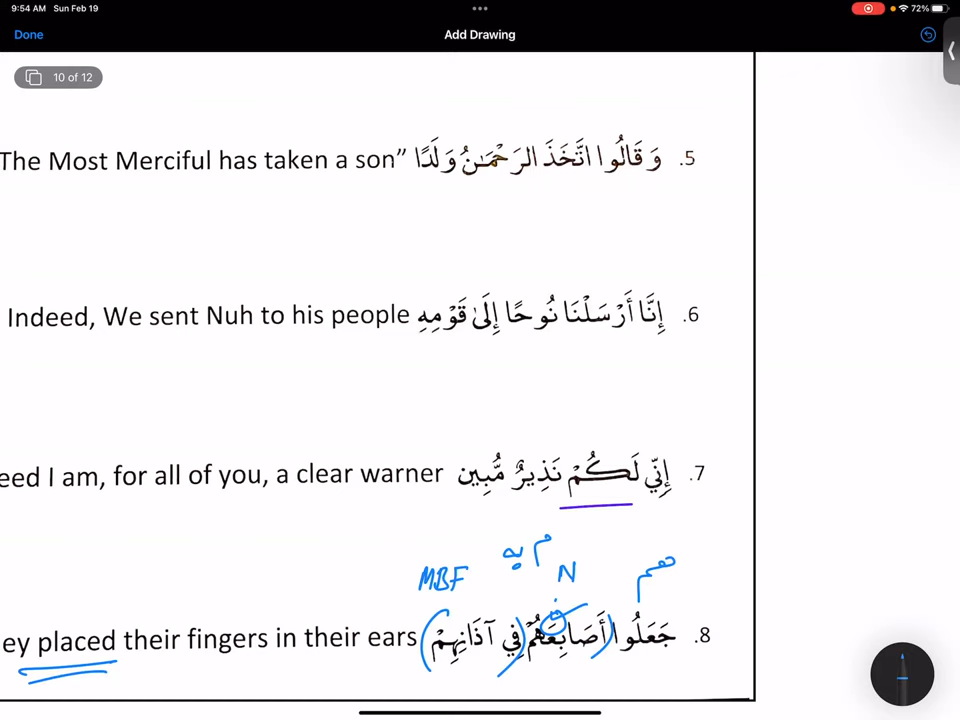 9:54 AM Sun Feb 19
72%
Done
Add Drawing
10 of 12
The Most Merciful has taken a son” وَقَالُوا اتَّخَذَ الرَحْمَـٰنُ وَلَدًا .5
Indeed, We sent Nuh to his people إِنَّا أَرْسَلْنَا نُوحًا إِلَىٰ قَوْمِهِ .6
eed I am, for all of you, a clear warner إِنِّي لَكُمْ نَذِيرٌ مُّبِين .7
MBF م به N هم
ey placed their fingers in their ears جَعَلُوا (أَصَابِعَهُمْ) (فِي آذَانِهِمْ) .8